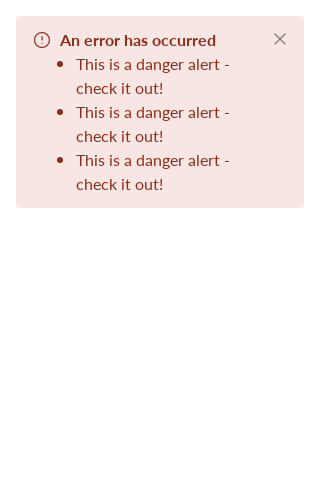 An error has occurred
This is a danger alert -
check it out!
This is a danger alert -
check it out!
This is a danger alert -
check it out!